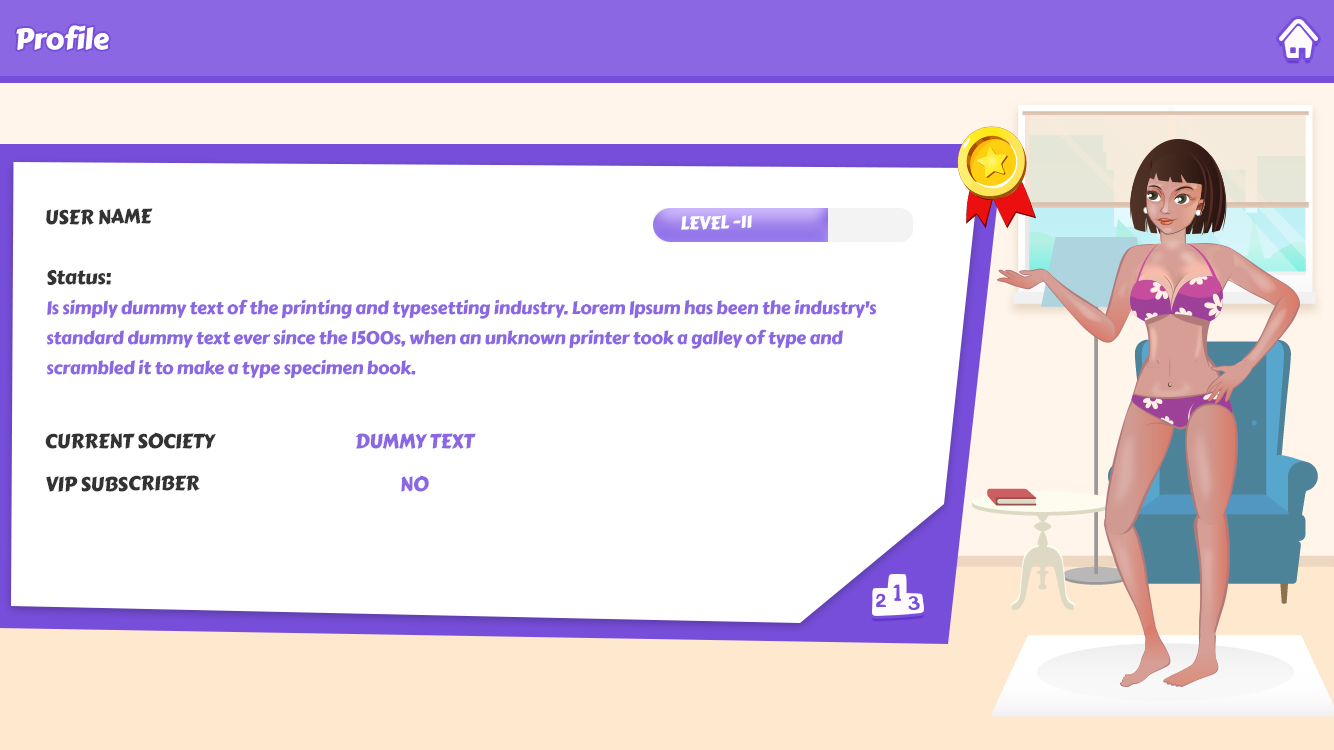 Profile
USER NAME
LEVEL -11
Status:
Is simply dummy text of the printing and typesetting industry. Lorem Ipsum has been the industry's
standard dummy text ever since the 1500s, when an unknown printer took a galley of type and
scrambled it to make a type specimen book.
CURRENT SOCIETY DUMMY TEXT
VIP SUBSCRIBER NO
2 1 3